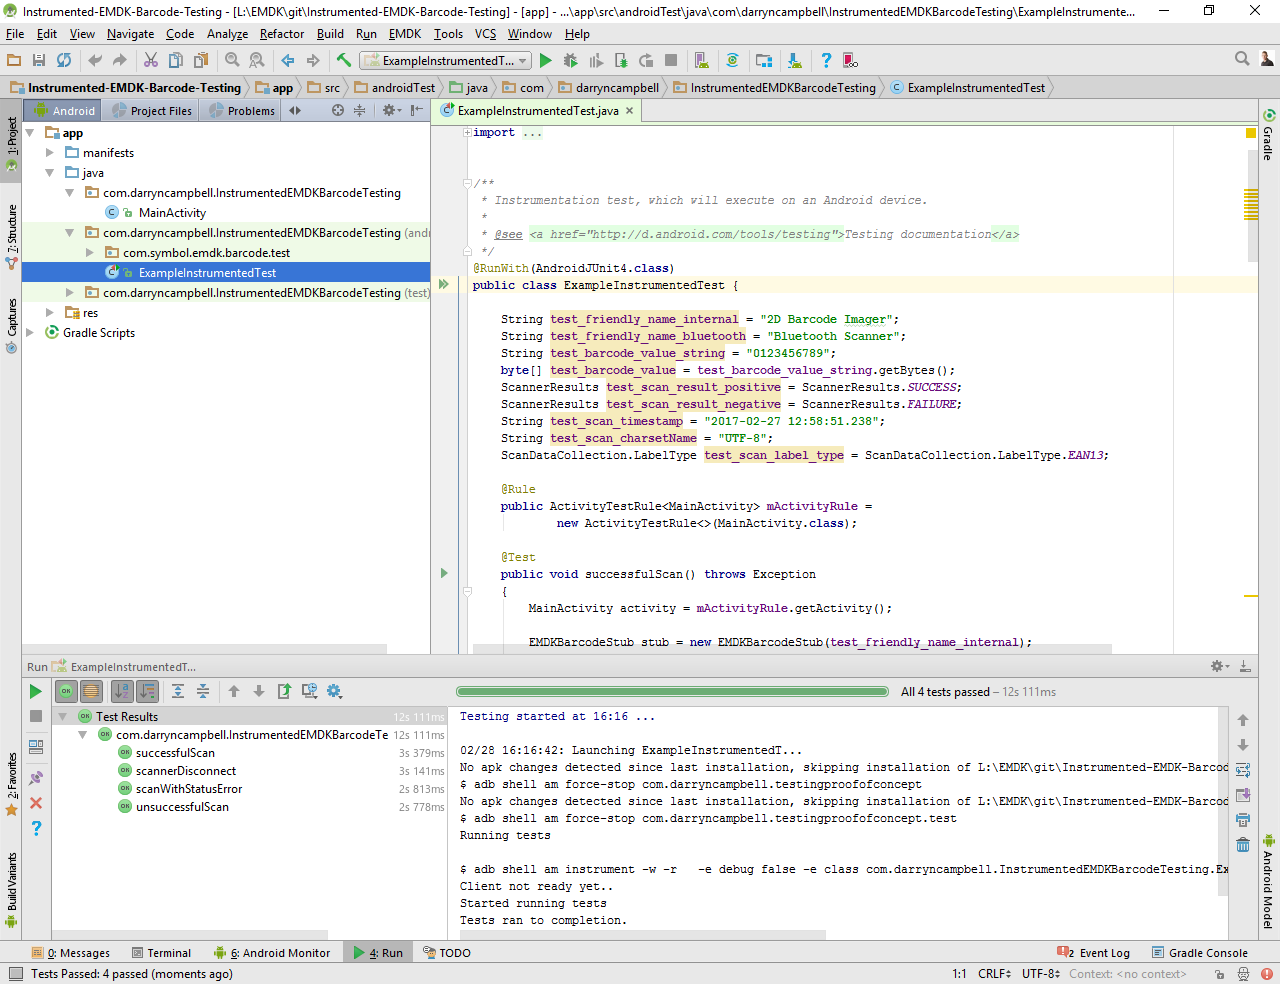 Instrumented-EMDK-Barcode-Testing - [L:\EMDK\git\Instrumented-EMDK-Barcode-Testing] - [app] - ...\app\src\androidTest\java\com\darryncampbell\InstrumentedEMDKBarcodeTesting\ExampleInstrumente...
File Edit View Navigate Code Analyze Refactor Build Run EMDK Tools VCS Window Help
ExampleInstrumentedT...
Instrumented-EMDK-Barcode-Testing app src androidTest java com darryncampbell InstrumentedEMDKBarcodeTesting ExampleInstrumentedTest
Android Project Files Problems
ExampleInstrumentedTest.java
1: Project
7: Structure
Captures
2: Favorites
Build Variants
app
manifests
java
com.darryncampbell.InstrumentedEMDKBarcodeTesting
MainActivity
com.darryncampbell.InstrumentedEMDKBarcodeTesting (andr
com.symbol.emdk.barcode.test
ExampleInstrumentedTest
com.darryncampbell.InstrumentedEMDKBarcodeTesting (test)
res
Gradle Scripts
import ...
/**
* Instrumentation test, which will execute on an Android device.
*
* @see <a href="http://d.android.com/tools/testing">Testing documentation</a>
*/
@RunWith(AndroidJUnit4.class)
public class ExampleInstrumentedTest {
String test_friendly_name_internal = "2D Barcode Imager";
String test_friendly_name_bluetooth = "Bluetooth Scanner";
String test_barcode_value_string = "0123456789";
byte[] test_barcode_value = test_barcode_value_string.getBytes();
ScannerResults test_scan_result_positive = ScannerResults.SUCCESS;
ScannerResults test_scan_result_negative = ScannerResults.FAILURE;
String test_scan_timestamp = "2017-02-27 12:58:51.238";
String test_scan_charsetName = "UTF-8";
ScanDataCollection.LabelType test_scan_label_type = ScanDataCollection.LabelType.EAN13;
@Rule
public ActivityTestRule<MainActivity> mActivityRule =
new ActivityTestRule<>(MainActivity.class);
@Test
public void successfulScan() throws Exception
{
MainActivity activity = mActivityRule.getActivity();
EMDKBarcodeStub stub = new EMDKBarcodeStub(test_friendly_name_internal);
Gradle
Android Model
Run ExampleInstrumentedT...
All 4 tests passed – 12s 111ms
Test Results 12s 111ms
com.darryncampbell.InstrumentedEMDKBarcodeTe 12s 111ms
successfulScan 3s 379ms
scannerDisconnect 3s 141ms
scanWithStatusError 2s 813ms
unsuccessfulScan 2s 778ms
Testing started at 16:16 ...
02/28 16:16:42: Launching ExampleInstrumentedT...
No apk changes detected since last installation, skipping installation of L:\EMDK\git\Instrumented-EMDK-Barcod
$ adb shell am force-stop com.darryncampbell.testingproofofconcept
No apk changes detected since last installation, skipping installation of L:\EMDK\git\Instrumented-EMDK-Barcod
$ adb shell am force-stop com.darryncampbell.testingproofofconcept.test
Running tests
$ adb shell am instrument -w -r -e debug false -e class com.darryncampbell.InstrumentedEMDKBarcodeTesting.Ex
Client not ready yet..
Started running tests
Tests ran to completion.
0: Messages Terminal 6: Android Monitor 4: Run TODO 2 Event Log Gradle Console
Tests Passed: 4 passed (moments ago) 1:1 CRLF UTF-8 Context: <no context>